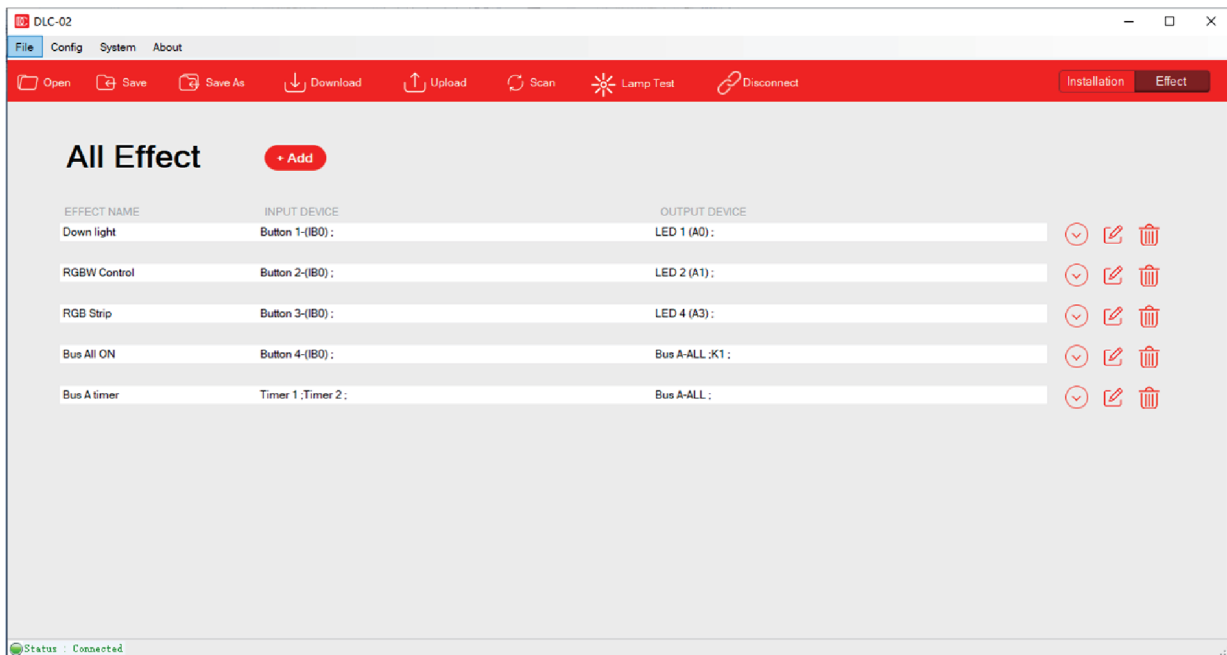 DLC-02
File Config System About
Open Save Save As Download Upload Scan Lamp Test Disconnect Installation Effect
All Effect + Add
EFFECT NAME INPUT DEVICE OUTPUT DEVICE
Down light Button 1-(IB0) ; LED 1 (A0) ;
RGBW Control Button 2-(IB0) ; LED 2 (A1) ;
RGB Strip Button 3-(IB0) ; LED 4 (A3) ;
Bus All ON Button 4-(IB0) ; Bus A-ALL ;K1 ;
Bus A timer Timer 1 ;Timer 2 ; Bus A-ALL ;
Status : Connected